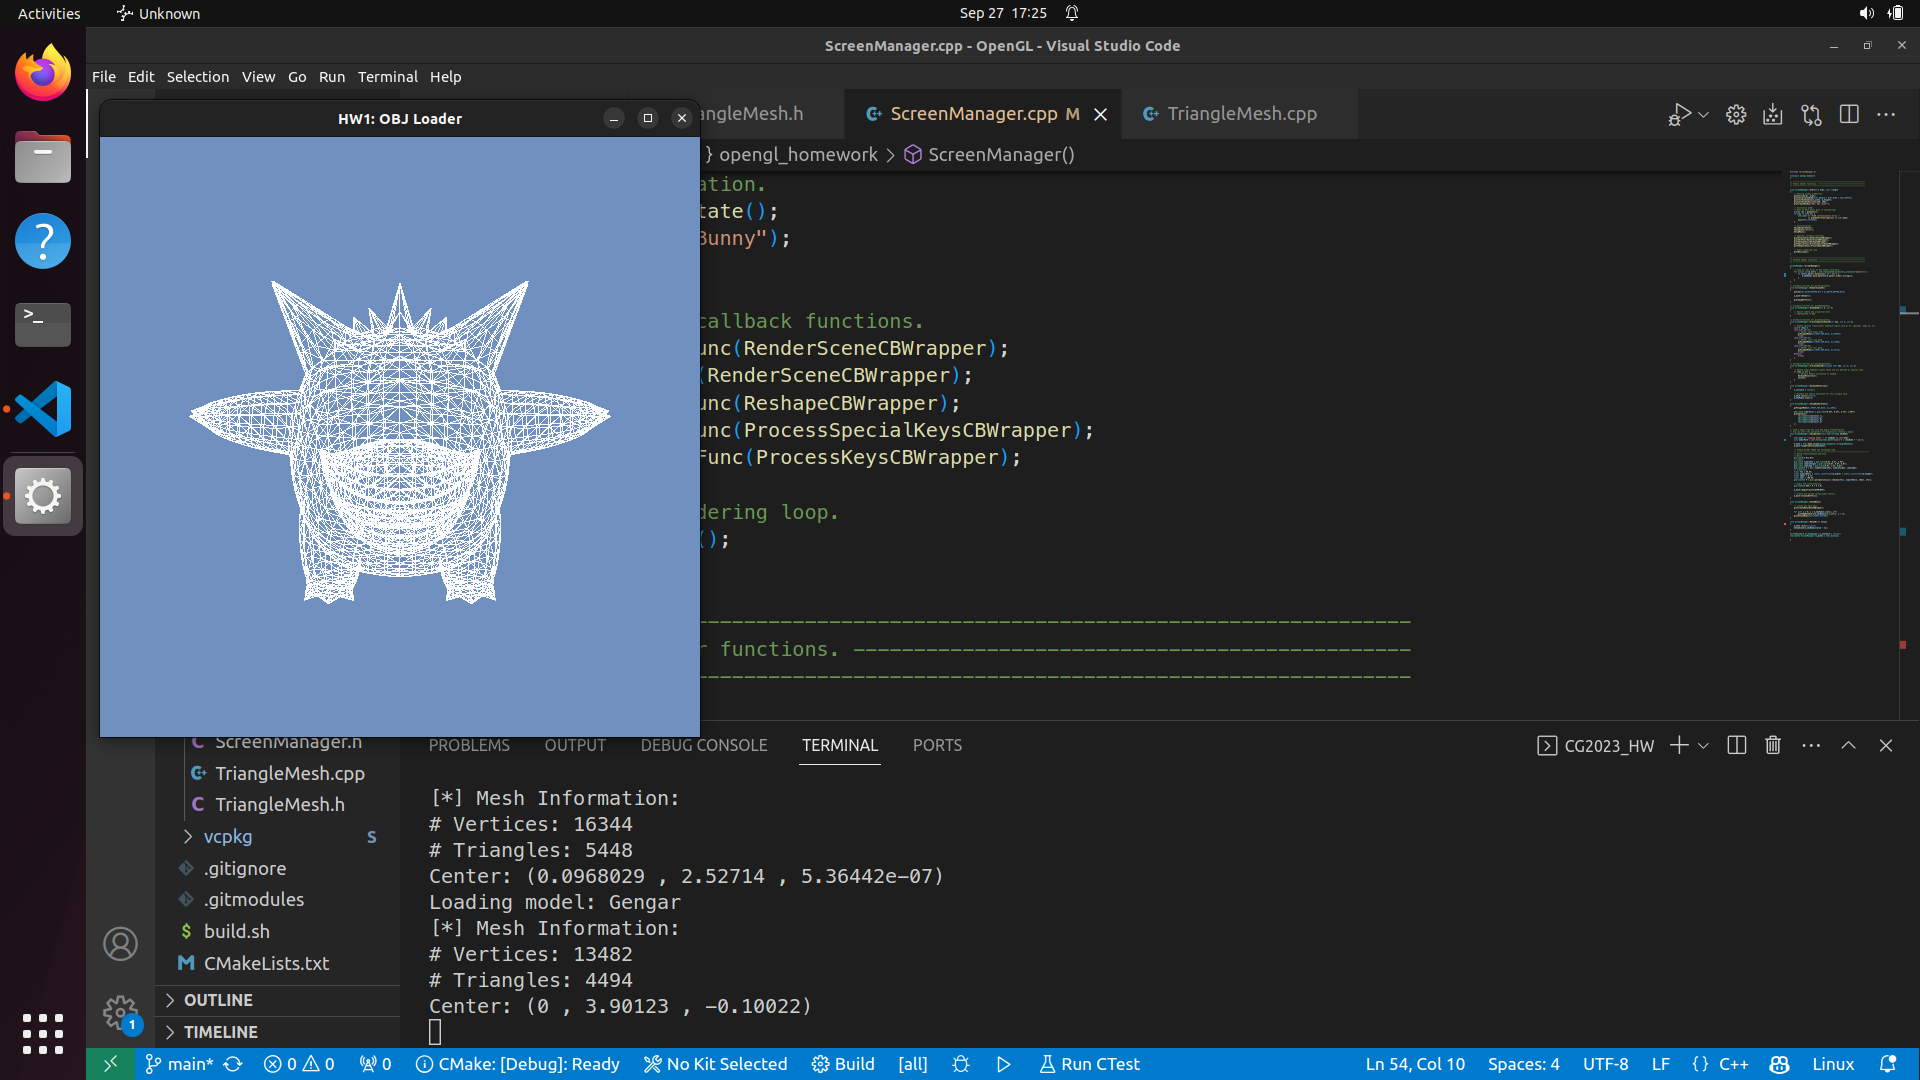 Activities
Unknown
Sep 27 17:25
ScreenManager.cpp - OpenGL - Visual Studio Code
File Edit Selection View Go Run Terminal Help
HW1: OBJ Loader
angleMesh.h
ScreenManager.cpp M
TriangleMesh.cpp
} opengl_homework > ScreenManager()
ation.
tate();
Bunny");
callback functions.
unc(RenderSceneCBWrapper);
(RenderSceneCBWrapper);
unc(ReshapeCBWrapper);
unc(ProcessSpecialKeysCBWrapper);
Func(ProcessKeysCBWrapper);
dering loop.
();
----------------------------------------------------------
r functions. ----------------------------------------------
----------------------------------------------------------
ScreenManager.h
TriangleMesh.cpp
TriangleMesh.h
vcpkg S
.gitignore
.gitmodules
build.sh
CMakeLists.txt
OUTLINE
TIMELINE
1
PROBLEMS OUTPUT DEBUG CONSOLE TERMINAL PORTS
CG2023_HW
[*] Mesh Information:
# Vertices: 16344
# Triangles: 5448
Center: (0.0968029 , 2.52714 , 5.36442e-07)
Loading model: Gengar
[*] Mesh Information:
# Vertices: 13482
# Triangles: 4494
Center: (0 , 3.90123 , -0.10022)
main* 0 0 0 CMake: [Debug]: Ready No Kit Selected Build [all] Run CTest Ln 54, Col 10 Spaces: 4 UTF-8 LF {} C++ Linux